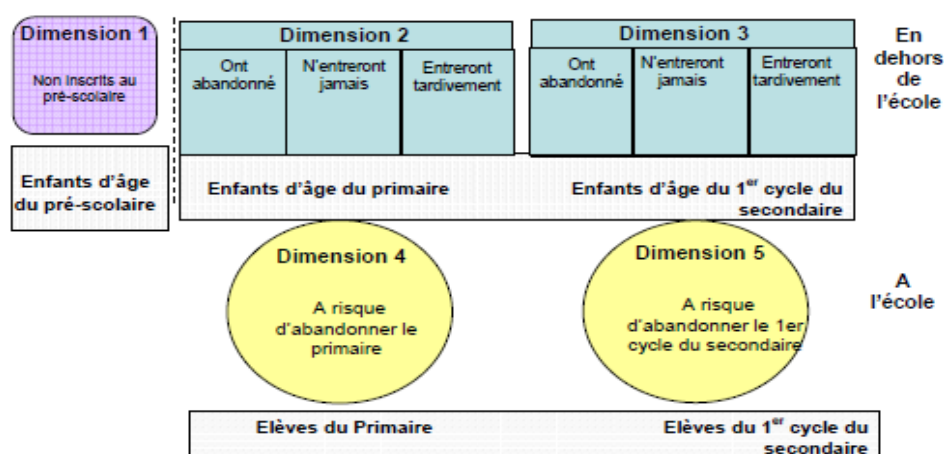 Dimension 1
Non inscrits au
pré-scolaire
Dimension 2
Ont
abandonné
N'entreront
jamais
Entreront
tardivement
Dimension 3
Ont
abandonné
N'entreront
jamais
Entreront
tardivement
En
dehors
de
l'école
Enfants d'âge
du pré-scolaire
Enfants d'âge du primaire
Enfants d'âge du 1er cycle du
secondaire
Dimension 4
A risque
d'abandonner le
primaire
Dimension 5
A risque
d'abandonner le 1er
cycle du secondaire
A
l'école
Elèves du Primaire
Elèves du 1er cycle du
secondaire